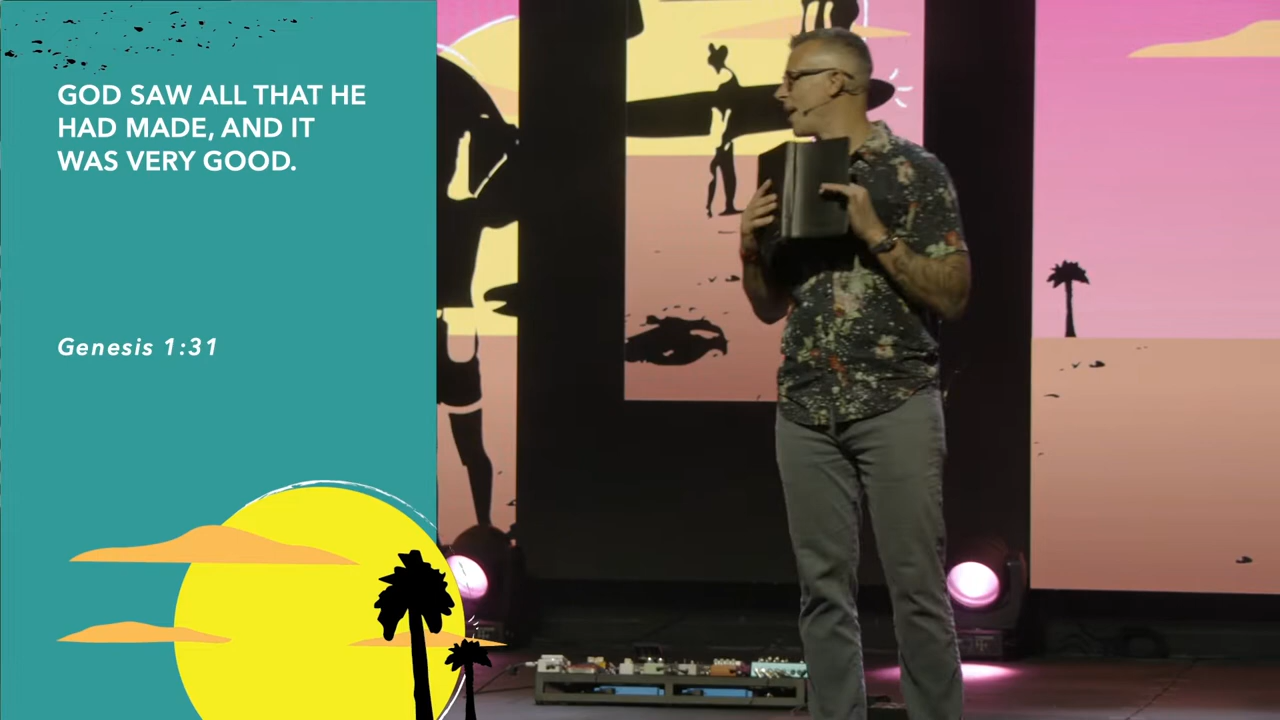 GOD SAW ALL THAT HE
HAD MADE, AND IT
WAS VERY GOOD.
Genesis 1:31